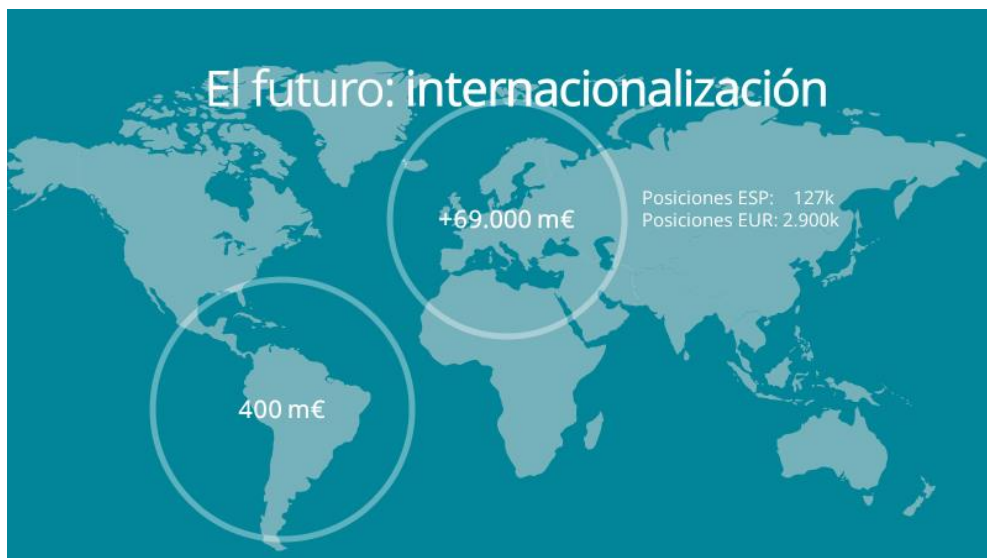 El futuro: internacionalización
Posiciones ESP: 127k
+69.000 m€
Posiciones EUR: 2.900k
400 m€